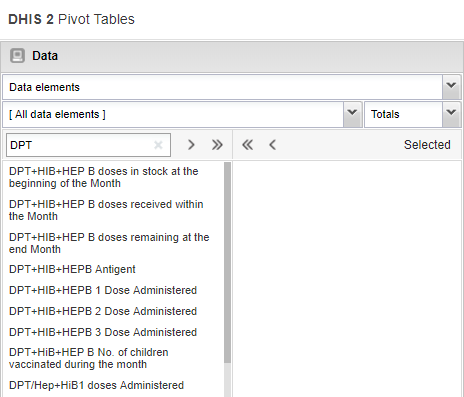 DHIS 2 Pivot Tables
Data
Data elements
[ All data elements ]
Totals
DPT
Selected
DPT+HIB+HEP B doses in stock at the
beginning of the Month
DPT+HIB+HEP B doses received within
the Month
DPT+HIB+HEP B doses remaining at the
end Month
DPT+HIB+HEPB Antigent
DPT+HIB+HEPB 1 Dose Administered
DPT+HIB+HEPB 2 Dose Administered
DPT+HIB+HEPB 3 Dose Administered
DPT+HiB+HEP B No. of children
vaccinated during the month
DPT/Hep+HiB1 doses Administered